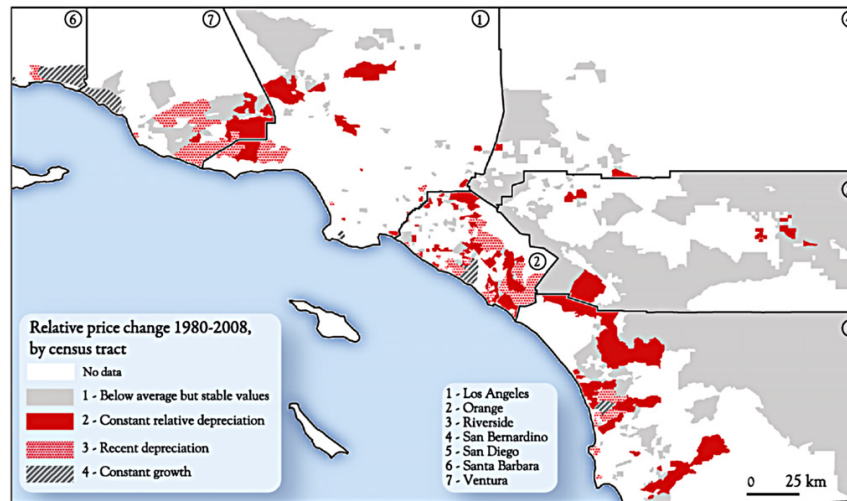 6
7
1
2
Relative price change 1980-2008,
by census tract
No data
1 - Below average but stable values
2 - Constant relative depreciation
3 - Recent depreciation
4 - Constant growth
1 - Los Angeles
2 - Orange
3 - Riverside
4 - San Bernardino
5 - San Diego
6 - Santa Barbara
7 - Ventura
0 25 km